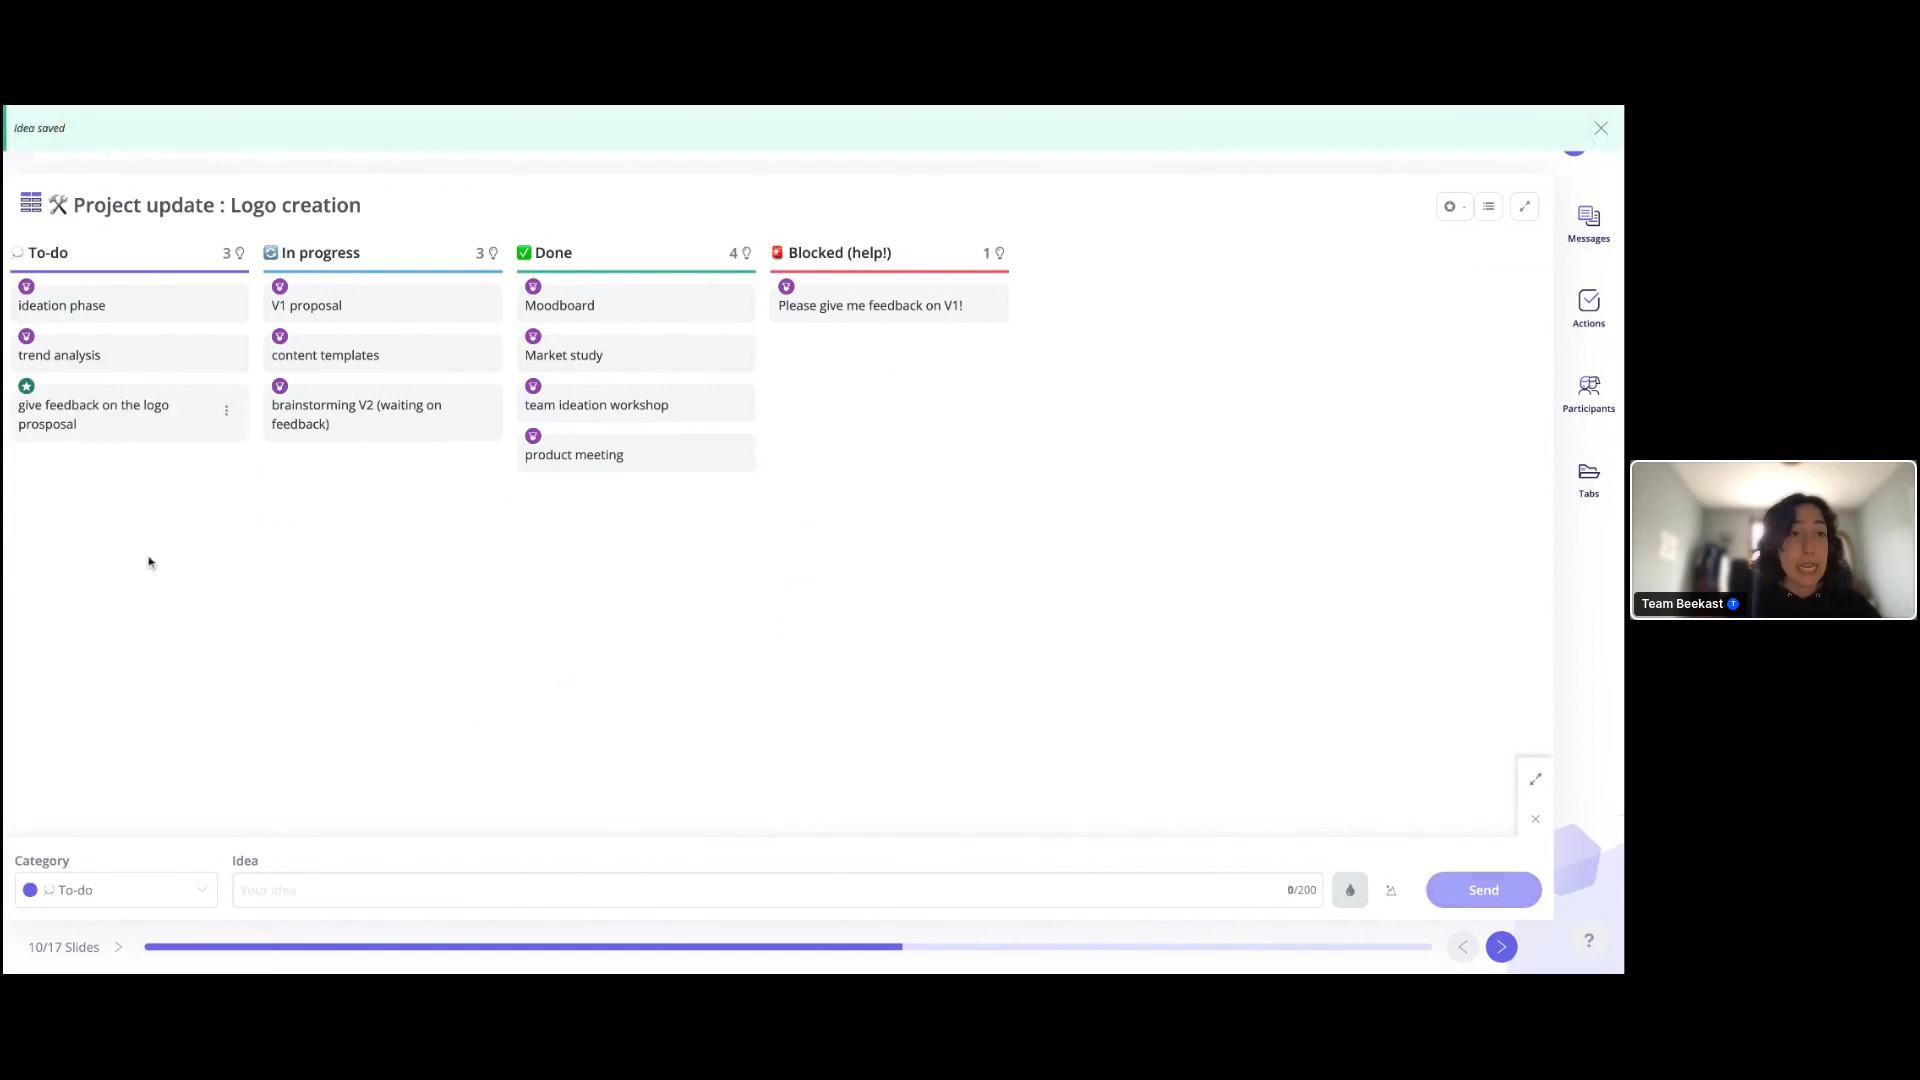 Idea saved
Project update : Logo creation
To-do 3
In progress 3
Done 4
Blocked (help!) 1
ideation phase
trend analysis
give feedback on the logo
prosposal
V1 proposal
content templates
brainstorming V2 (waiting on
feedback)
Moodboard
Market study
team ideation workshop
product meeting
Please give me feedback on V1!
Messages
Actions
Participants
Tabs
Team Beekast T
Category
Idea
To-do
Your idea
0/200
Send
10/17 Slides
?